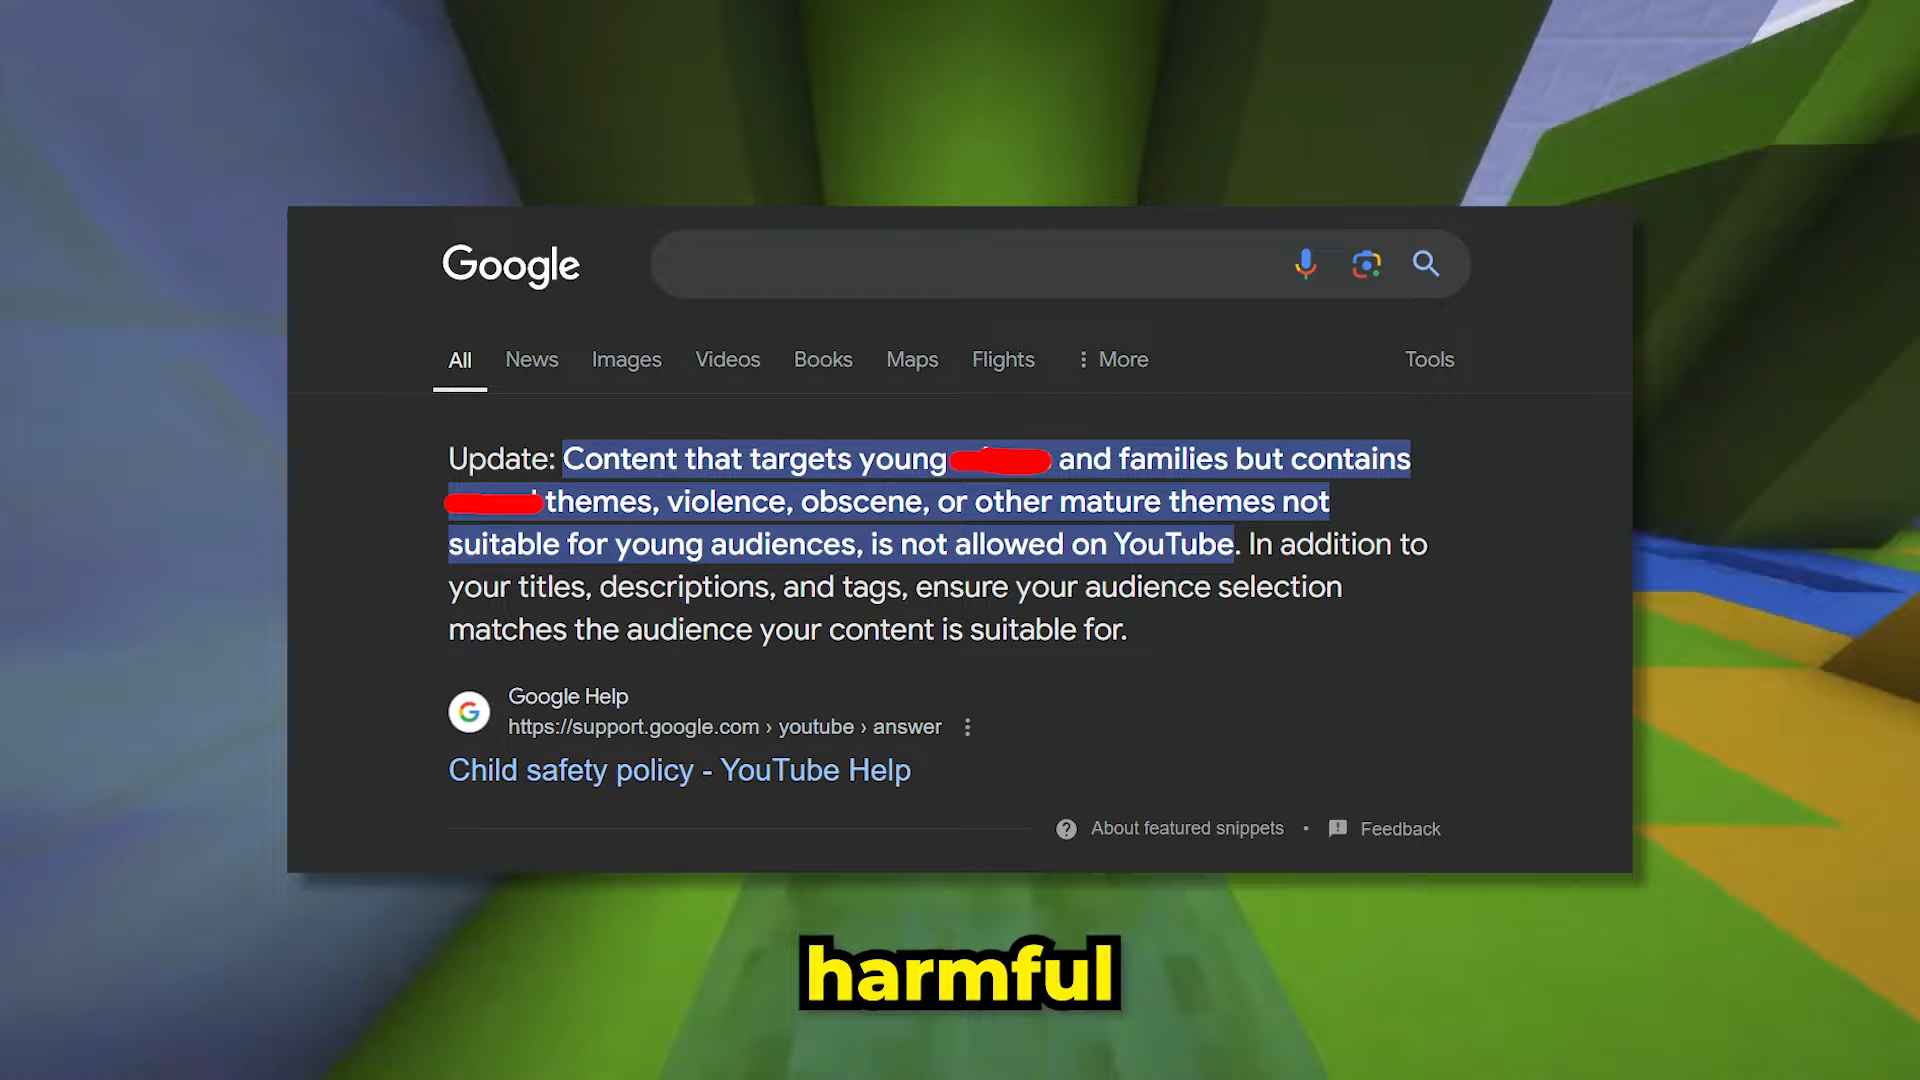 Google
All News Images Videos Books Maps Flights More Tools
Update: Content that targets young and families but contains
themes, violence, obscene, or other mature themes not
suitable for young audiences, is not allowed on YouTube. In addition to
your titles, descriptions, and tags, ensure your audience selection
matches the audience your content is suitable for.
Google Help
https://support.google.com › youtube › answer
Child safety policy - YouTube Help
About featured snippets • Feedback
harmful